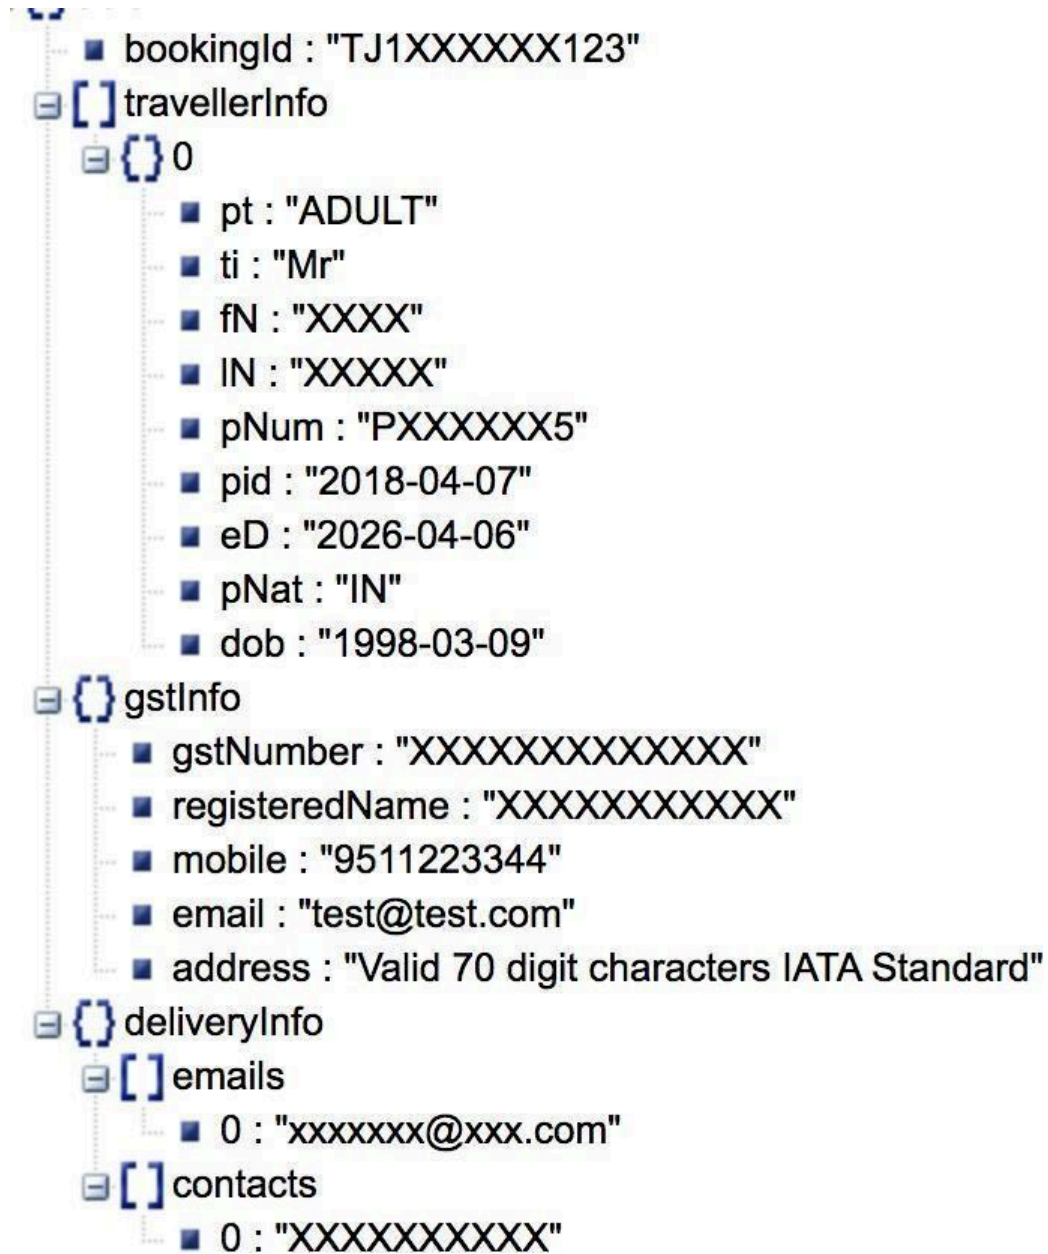 bookingId : "TJ1XXXXXX123"
travellerInfo
0
pt : "ADULT"
ti : "Mr"
fN : "XXXX"
lN : "XXXXX"
pNum : "PXXXXXX5"
pid : "2018-04-07"
eD : "2026-04-06"
pNat : "IN"
dob : "1998-03-09"
gstInfo
gstNumber : "XXXXXXXXXXXXX"
registeredName : "XXXXXXXXXXX"
mobile : "9511223344"
email : "test@test.com"
address : "Valid 70 digit characters IATA Standard"
deliveryInfo
emails
0 : "xxxxxxx@xxx.com"
contacts
0 : "XXXXXXXXXX"